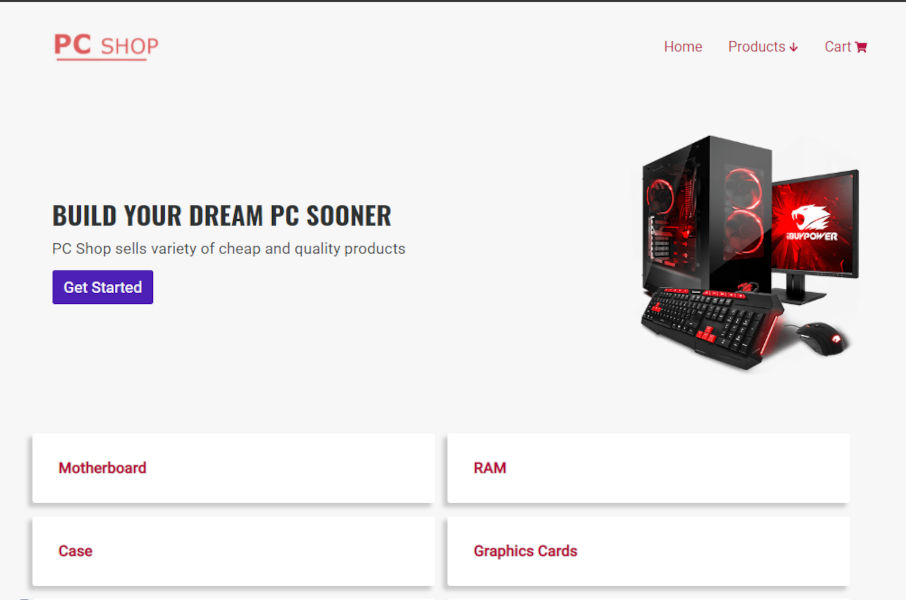 PC SHOP
Home
Products
Cart
BUILD YOUR DREAM PC SOONER
PC Shop sells variety of cheap and quality products
Get Started
iBUYPOWER
Motherboard
RAM
Case
Graphics Cards